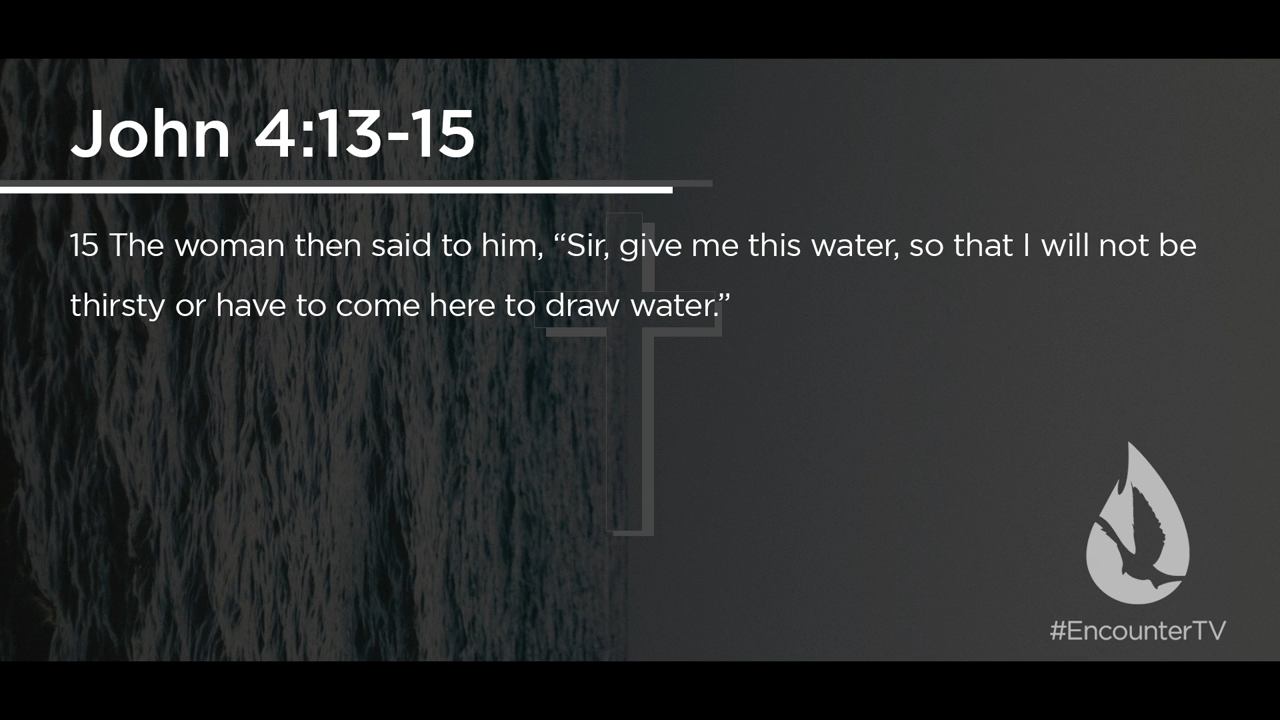 John 4:13-15
15 The woman then said to him, “Sir, give me this water, so that I will not be
thirsty or have to come here to draw water.”
#EncounterTV